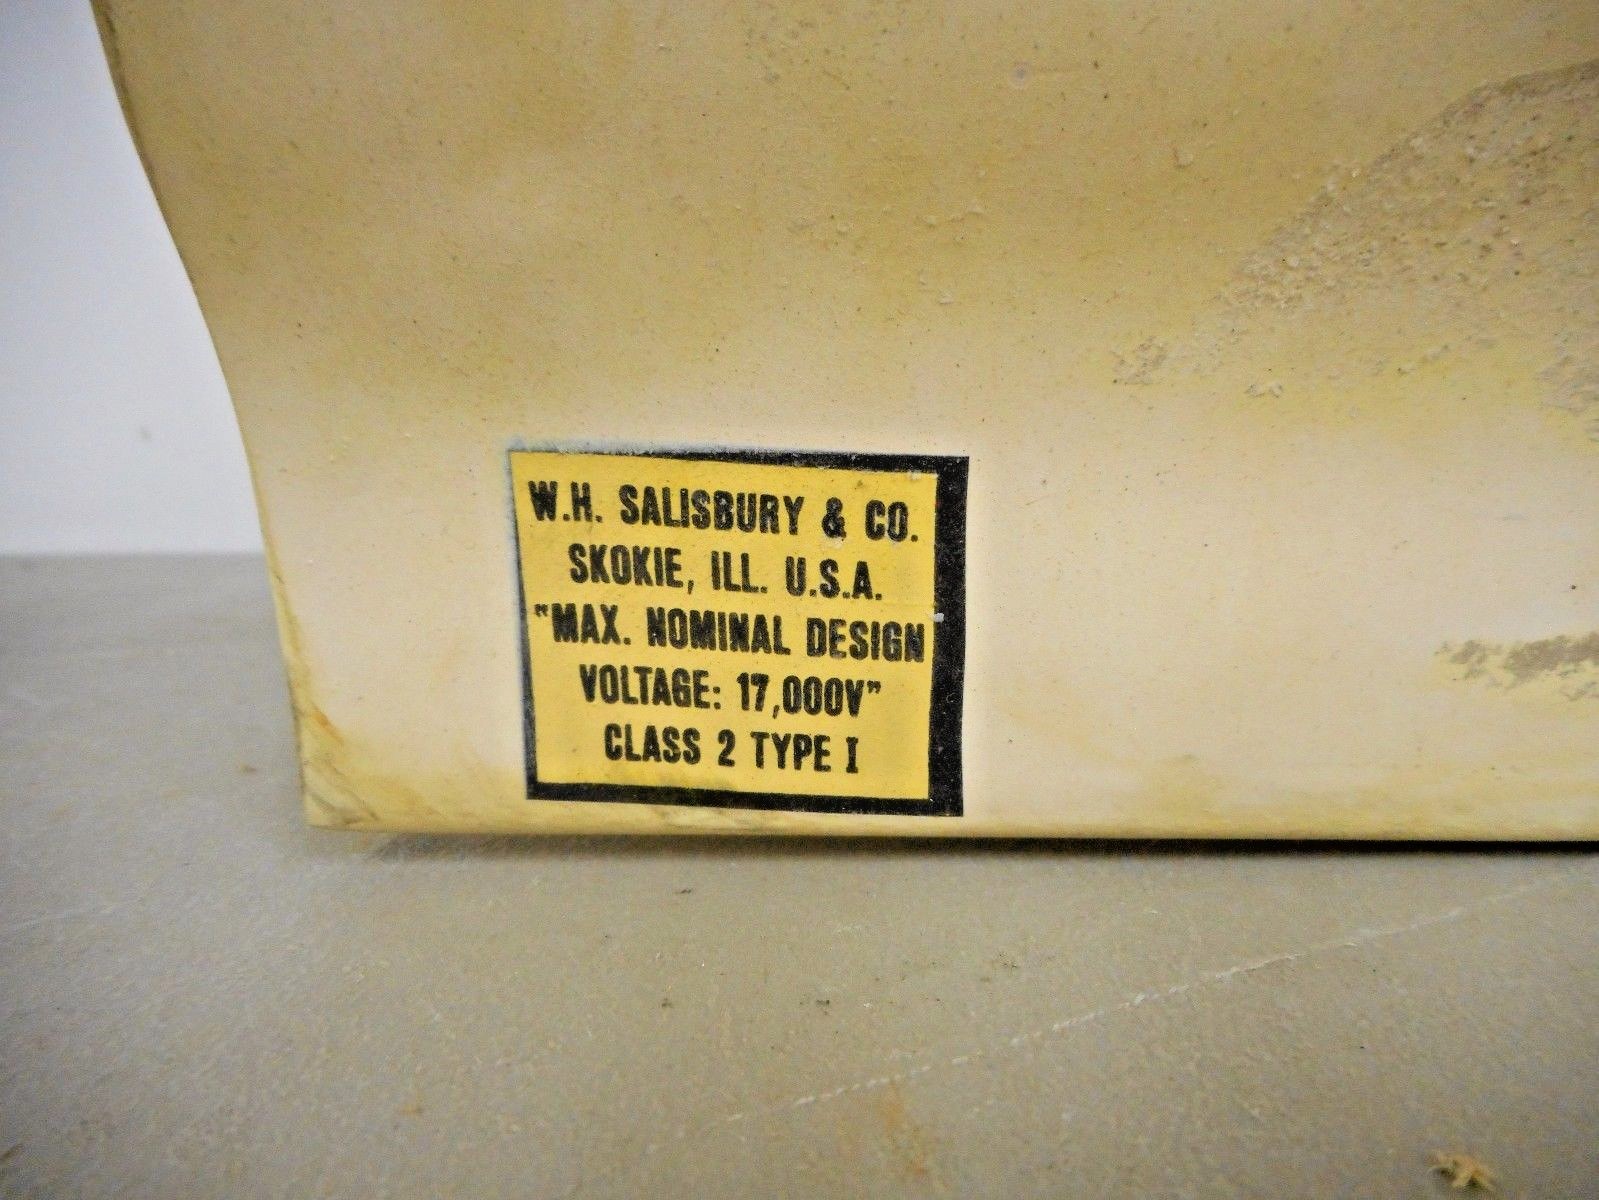 W.H. SALISBURY & CO.
SKOKIE, ILL. U.S.A.
"MAX. NOMINAL DESIGN
VOLTAGE: 17,000V"
CLASS 2 TYPE I